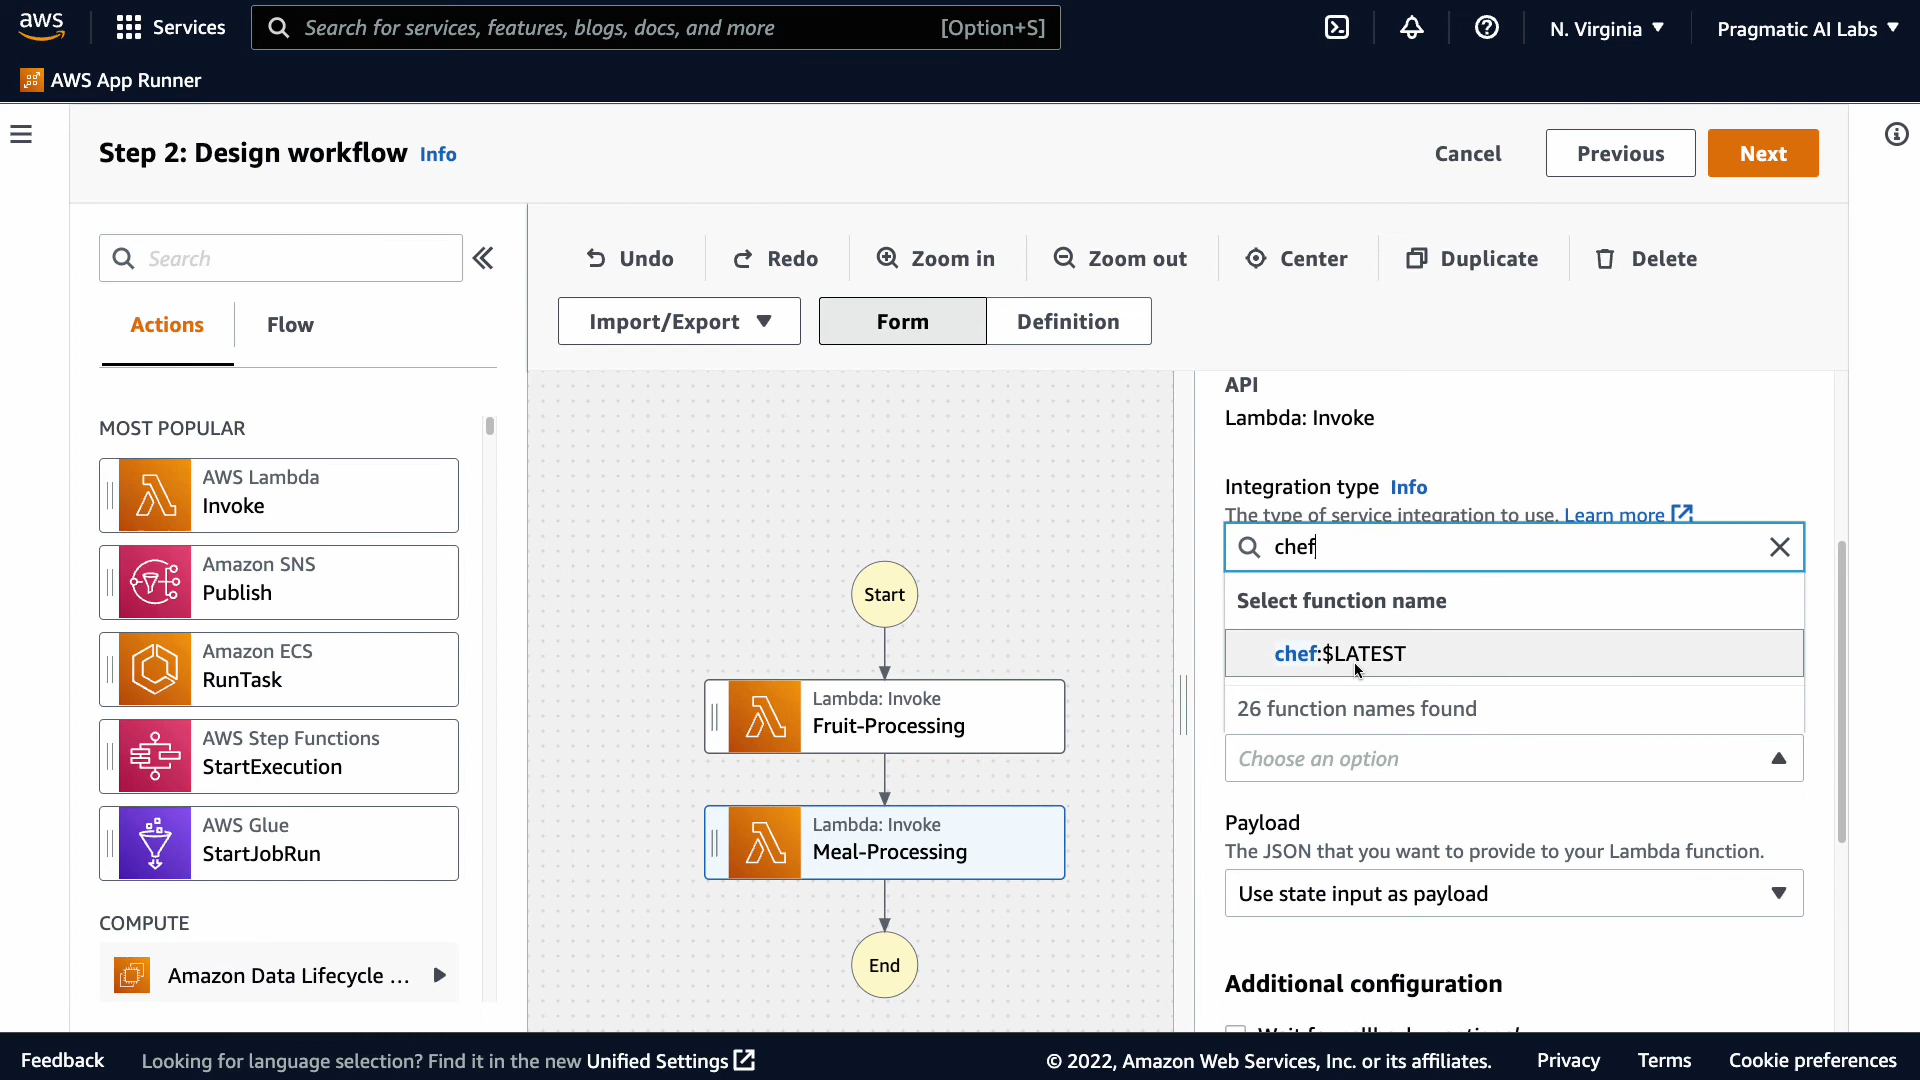 aws
Services
Search for services, features, blogs, docs, and more
[Option+S]
N. Virginia
Pragmatic AI Labs
AWS App Runner
Step 2: Design workflow
Info
Cancel
Previous
Next
Search
Undo
Redo
Zoom in
Zoom out
Center
Duplicate
Delete
Import/Export
Form
Definition
Actions
Flow
MOST POPULAR
AWS Lambda
Invoke
Amazon SNS
Publish
Amazon ECS
RunTask
AWS Step Functions
StartExecution
AWS Glue
StartJobRun
COMPUTE
Amazon Data Lifecycle ...
Start
Lambda: Invoke
Fruit-Processing
Lambda: Invoke
Meal-Processing
End
API
Lambda: Invoke
Integration type Info
The type of service integration to use. Learn more
chef
Select function name
chef:$LATEST
26 function names found
Choose an option
Payload
The JSON that you want to provide to your Lambda function.
Use state input as payload
Additional configuration
Feedback
Looking for language selection? Find it in the new Unified Settings
© 2022, Amazon Web Services, Inc. or its affiliates.
Privacy
Terms
Cookie preferences